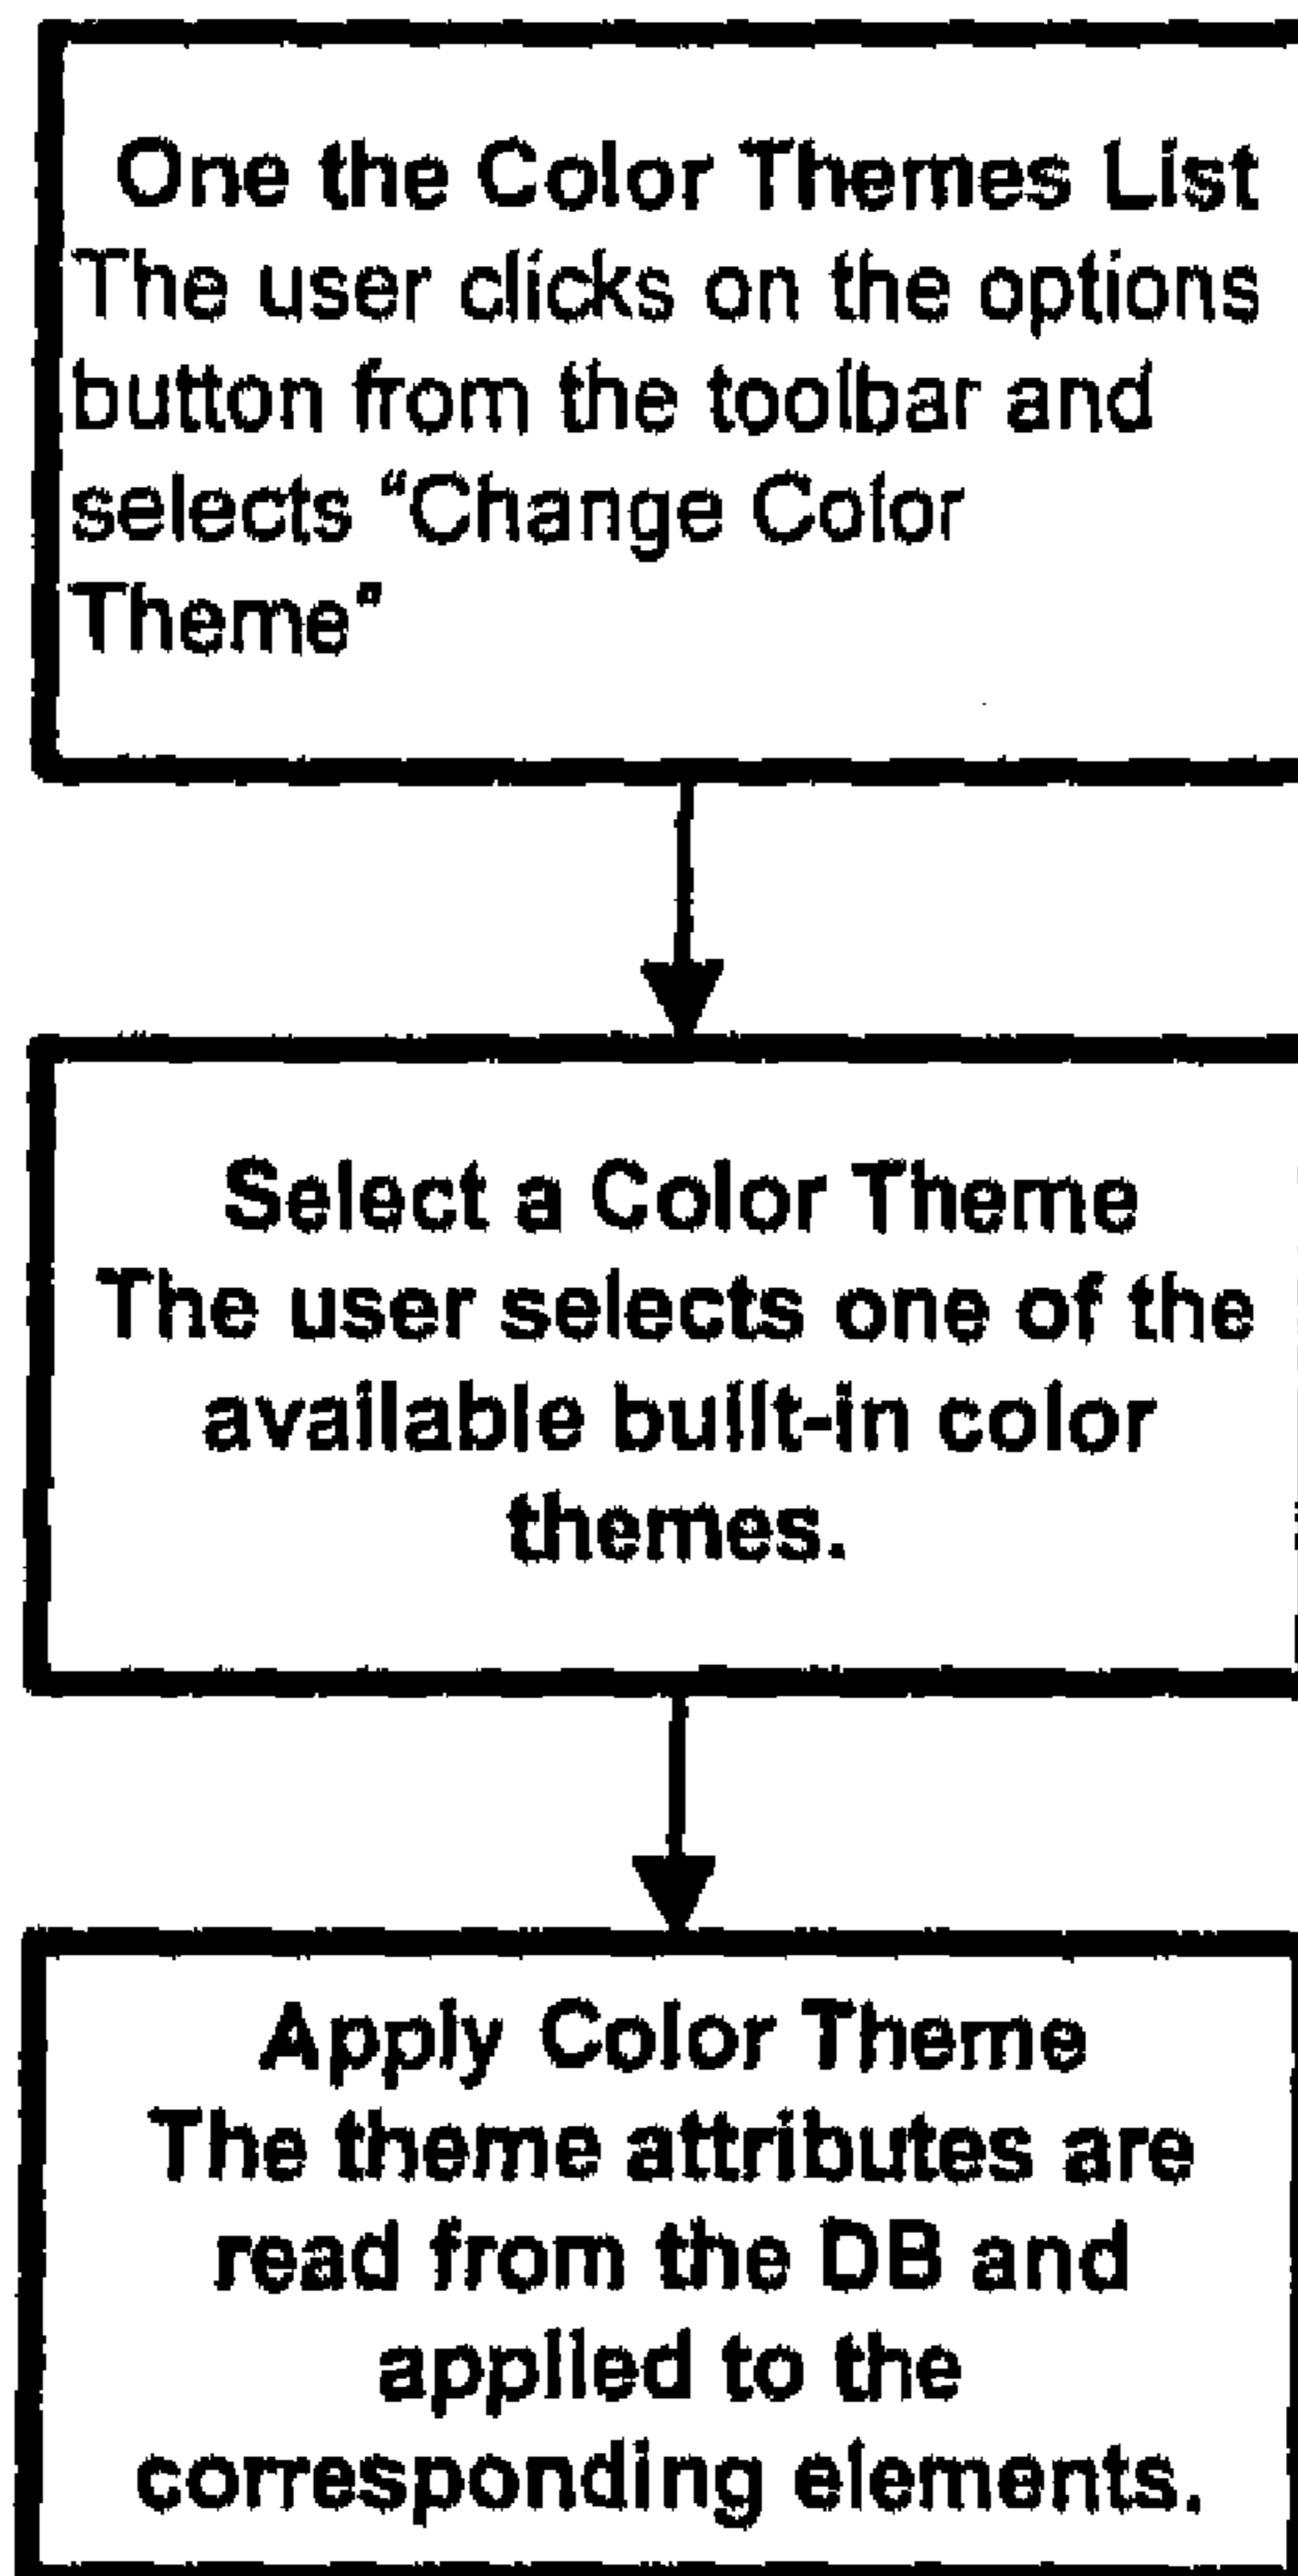 One the Color Themes List
The user clicks on the options
button from the toolbar and
selects “Change Color
Theme”
Select a Color Theme
The user selects one of the
available built-in color
themes.
Apply Color Theme
The theme attributes are
read from the DB and
applied to the
corresponding elements.